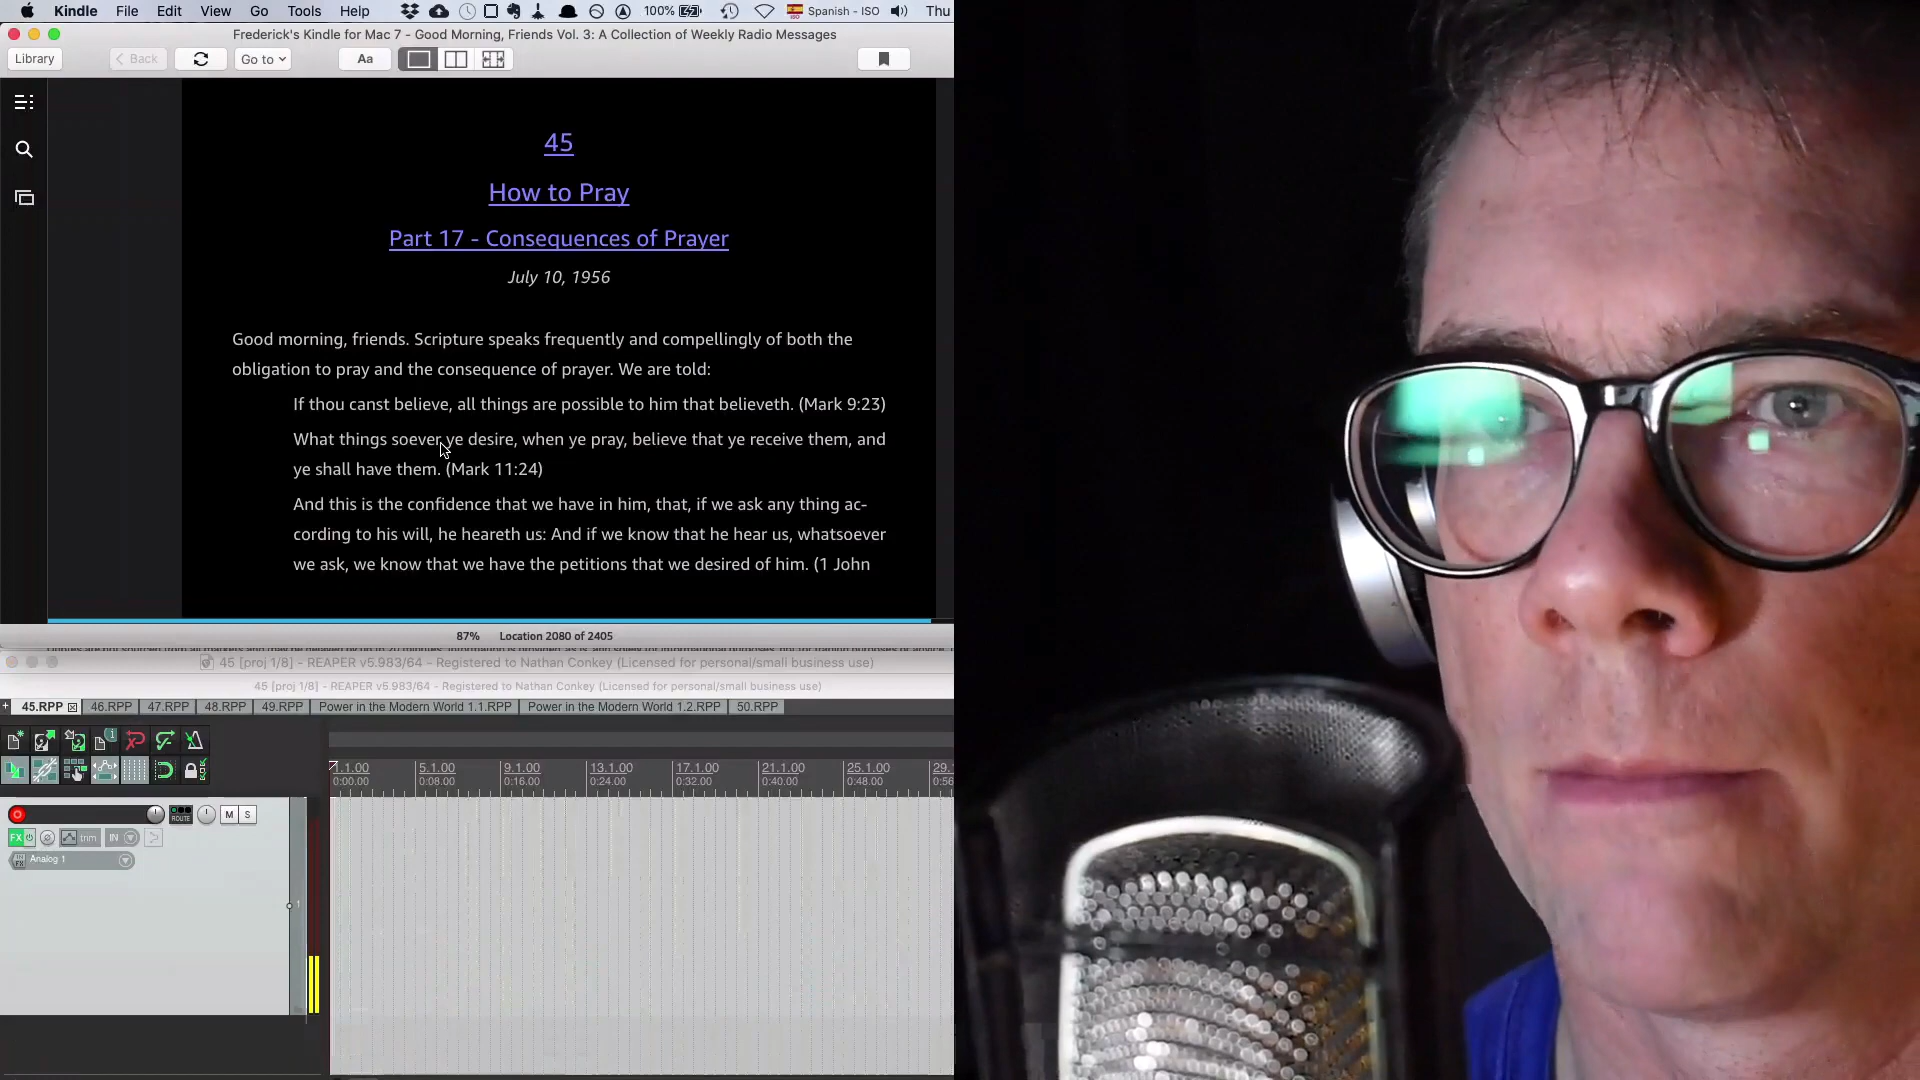 Kindle File Edit View Go Tools Help 100% Spanish - ISO Thu
Frederick's Kindle for Mac 7 - Good Morning, Friends Vol. 3: A Collection of Weekly Radio Messages
Library Back Go to Aa
45
How to Pray
Part 17 - Consequences of Prayer
July 10, 1956
Good morning, friends. Scripture speaks frequently and compellingly of both the
obligation to pray and the consequence of prayer. We are told:
If thou canst believe, all things are possible to him that believeth. (Mark 9:23)
What things soever ye desire, when ye pray, believe that ye receive them, and
ye shall have them. (Mark 11:24)
And this is the confidence that we have in him, that, if we ask any thing ac-
cording to his will, he heareth us: And if we know that he hear us, whatsoever
we ask, we know that we have the petitions that we desired of him. (1 John
87% Location 2080 of 2405
45 [proj 1/8] - REAPER v5.983/64 - Registered to Nathan Conkey (Licensed for personal/small business use)
45 [proj 1/8] - REAPER v5.983/64 - Registered to Nathan Conkey (Licensed for personal/small business use)
+ 45.RPP 46.RPP 47.RPP 48.RPP 49.RPP Power in the Modern World 1.1.RPP Power in the Modern World 1.2.RPP 50.RPP
1.1.00 5.1.00 9.1.00 13.1.00 17.1.00 21.1.00 25.1.00 29.
0:00.00 0:08.00 0:16.00 0:24.00 0:32.00 0:40.00 0:48.00 0:56
ROUTE M S
FX trim IN
IN FX Analog 1
1